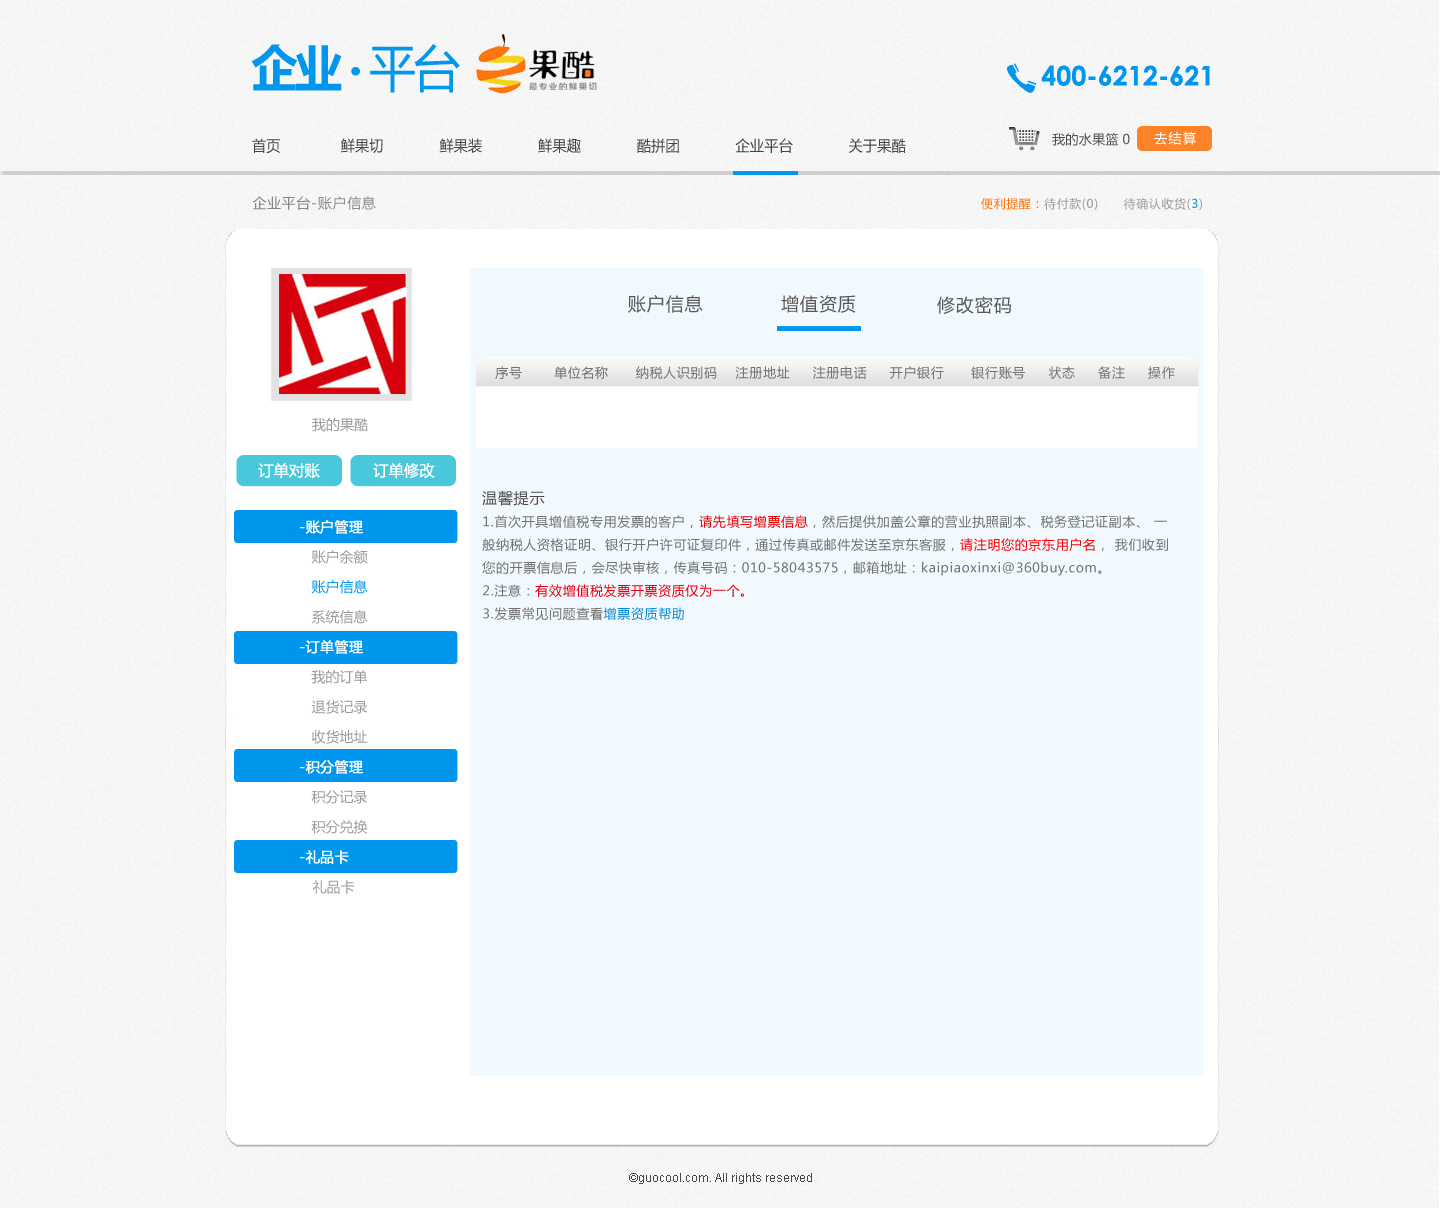 企业·平台 果酷
最专业的鲜果切
400-6212-621
首页 鲜果切 鲜果装 鲜果趣 酷拼团 企业平台 关于果酷
我的水果篮 0 去结算
企业平台-账户信息
便利提醒：待付款(0) 待确认收货(3)
账户信息 增值资质 修改密码
序号 单位名称 纳税人识别码 注册地址 注册电话 开户银行 银行账号 状态 备注 操作
我的果酷
订单对账 订单修改
-账户管理
账户余额
账户信息
系统信息
-订单管理
我的订单
退货记录
收货地址
-积分管理
积分记录
积分兑换
-礼品卡
礼品卡
温馨提示
1.首次开具增值税专用发票的客户，请先填写增票信息，然后提供加盖公章的营业执照副本、税务登记证副本、 一
般纳税人资格证明、银行开户许可证复印件，通过传真或邮件发送至京东客服，请注明您的京东用户名， 我们收到
您的开票信息后，会尽快审核，传真号码：010-58043575，邮箱地址：kaipiaoxinxi@360buy.com。
2.注意：有效增值税发票开票资质仅为一个。
3.发票常见问题查看增票资质帮助
©guocool.com. All rights reserved